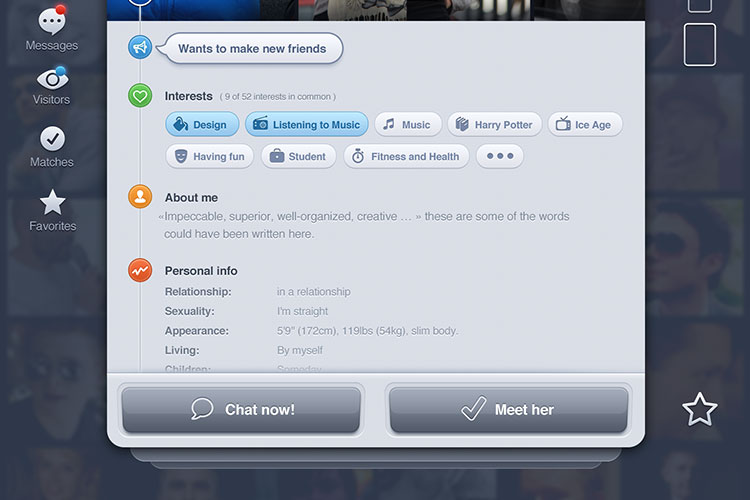 Messages
Visitors
Matches
Favorites
Wants to make new friends
Interests ( 9 of 52 interests in common )
Design Listening to Music Music Harry Potter Ice Age
Having fun Student Fitness and Health
About me
«Impeccable, superior, well-organized, creative ... » these are some of the words
could have been written here.
Personal info
Relationship: in a relationship
Sexuality: I'm straight
Appearance: 5'9" (172cm), 119lbs (54kg), slim body.
Living: By myself
Children: Someday
Chat now! Meet her